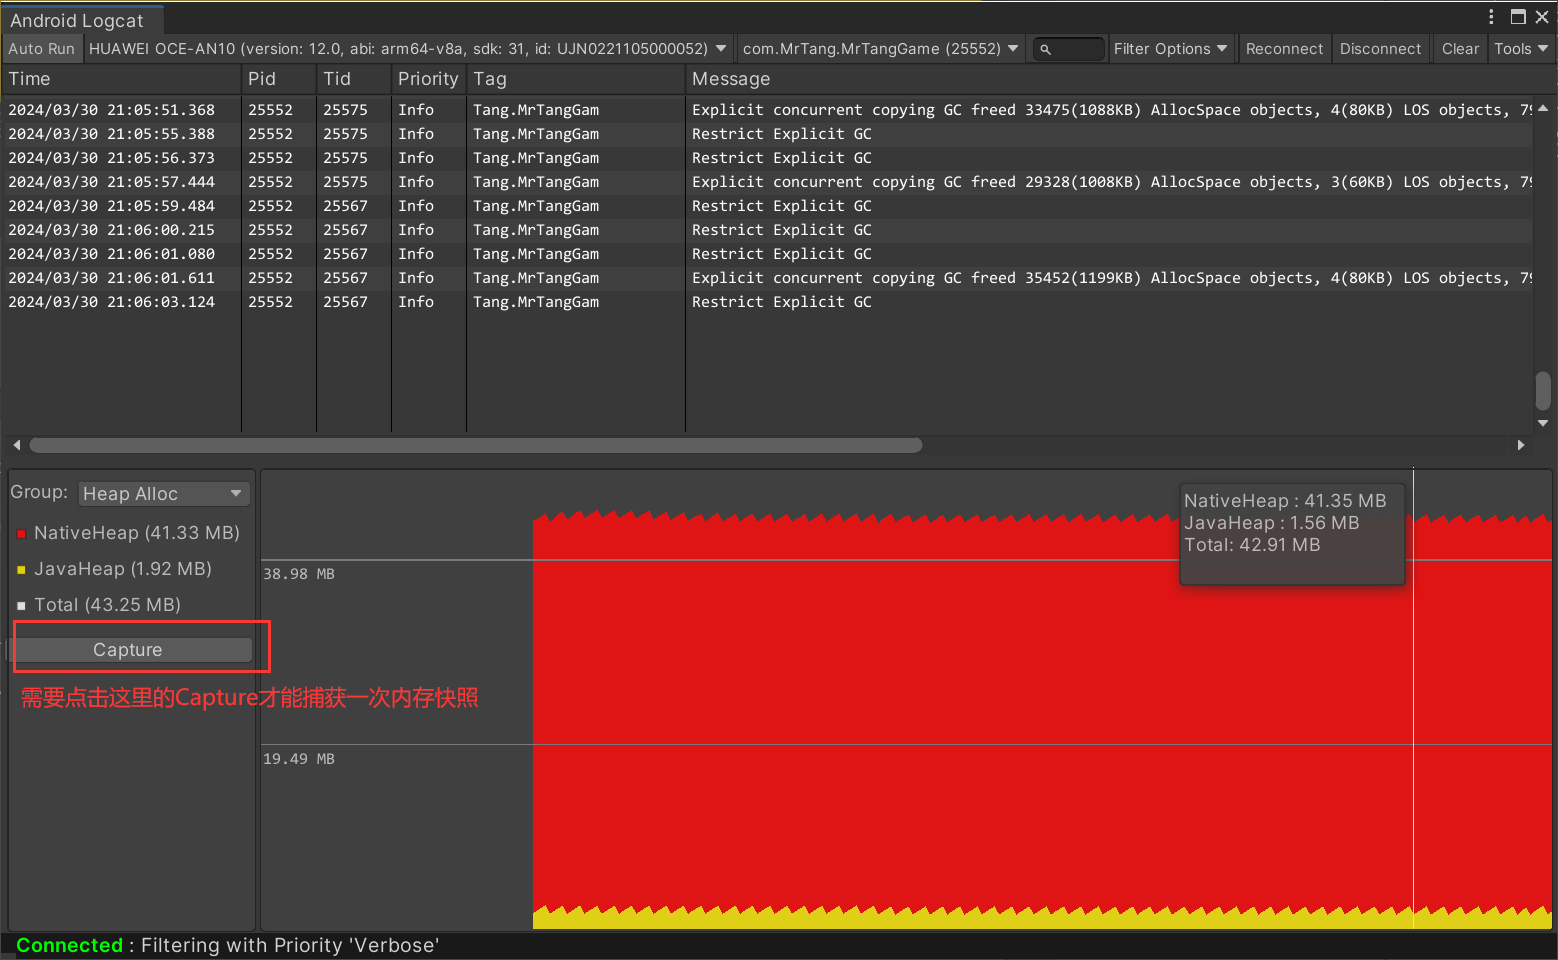 Android Logcat
Auto Run HUAWEI OCE-AN10 (version: 12.0, abi: arm64-v8a, sdk: 31, id: UJN0221105000052) com.MrTang.MrTangGame (25552) Filter Options Reconnect Disconnect Clear Tools
Time Pid Tid Priority Tag Message
2024/03/30 21:05:51.368 25552 25575 Info Tang.MrTangGam Explicit concurrent copying GC freed 33475(1088KB) AllocSpace objects, 4(80KB) LOS objects, 79
2024/03/30 21:05:55.388 25552 25575 Info Tang.MrTangGam Restrict Explicit GC
2024/03/30 21:05:56.373 25552 25575 Info Tang.MrTangGam Restrict Explicit GC
2024/03/30 21:05:57.444 25552 25575 Info Tang.MrTangGam Explicit concurrent copying GC freed 29328(1008KB) AllocSpace objects, 3(60KB) LOS objects, 79
2024/03/30 21:05:59.484 25552 25567 Info Tang.MrTangGam Restrict Explicit GC
2024/03/30 21:06:00.215 25552 25567 Info Tang.MrTangGam Restrict Explicit GC
2024/03/30 21:06:01.080 25552 25567 Info Tang.MrTangGam Restrict Explicit GC
2024/03/30 21:06:01.611 25552 25567 Info Tang.MrTangGam Explicit concurrent copying GC freed 35452(1199KB) AllocSpace objects, 4(80KB) LOS objects, 79
2024/03/30 21:06:03.124 25552 25567 Info Tang.MrTangGam Restrict Explicit GC
Group: Heap Alloc
NativeHeap (41.33 MB)
JavaHeap (1.92 MB)
Total (43.25 MB)
Capture
需要点击这里的Capture才能捕获一次内存快照
38.98 MB
19.49 MB
NativeHeap : 41.35 MB
JavaHeap : 1.56 MB
Total: 42.91 MB
Connected : Filtering with Priority 'Verbose'